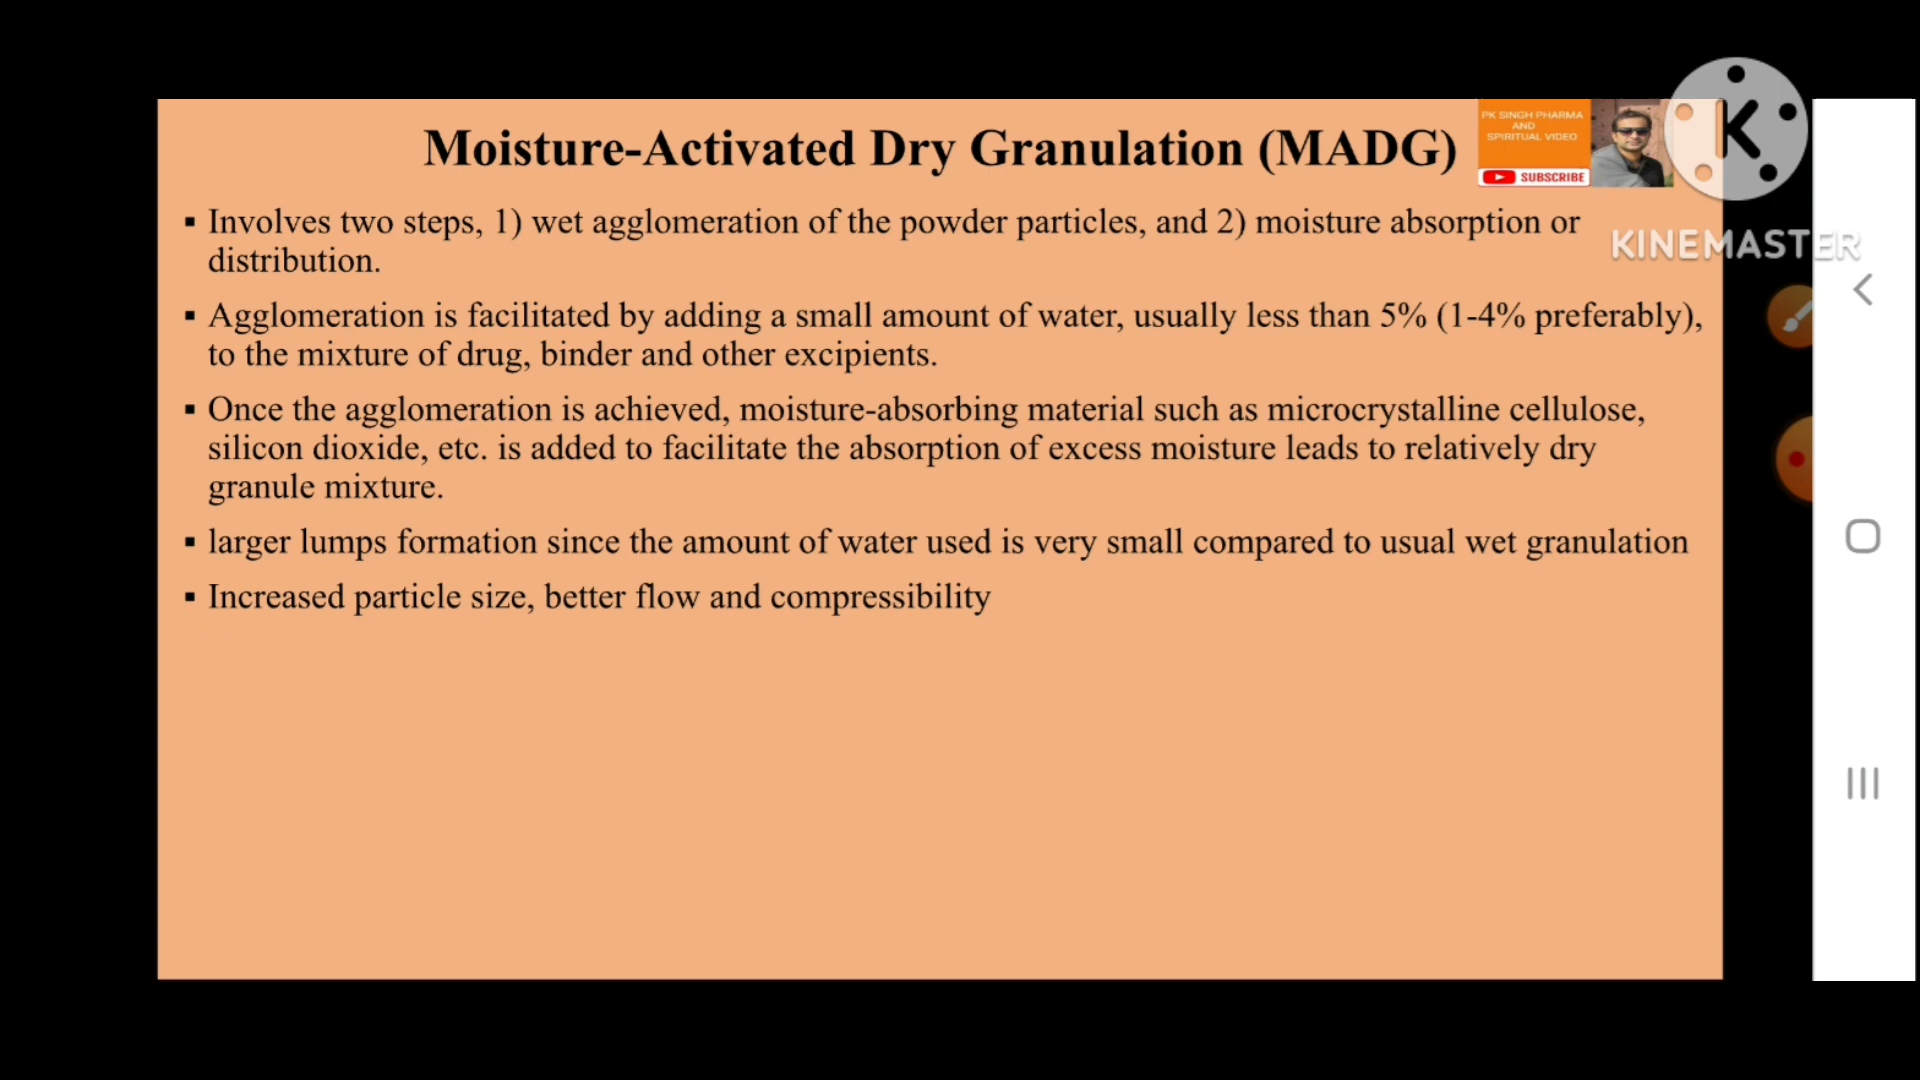 Moisture-Activated Dry Granulation (MADG)
PK SINGH PHARMA
AND
SPIRITUAL VIDEO
SUBSCRIBE
K
KINEMASTER
▪ Involves two steps, 1) wet agglomeration of the powder particles, and 2) moisture absorption or
distribution.
▪ Agglomeration is facilitated by adding a small amount of water, usually less than 5% (1-4% preferably),
to the mixture of drug, binder and other excipients.
▪ Once the agglomeration is achieved, moisture-absorbing material such as microcrystalline cellulose,
silicon dioxide, etc. is added to facilitate the absorption of excess moisture leads to relatively dry
granule mixture.
▪ larger lumps formation since the amount of water used is very small compared to usual wet granulation
▪ Increased particle size, better flow and compressibility